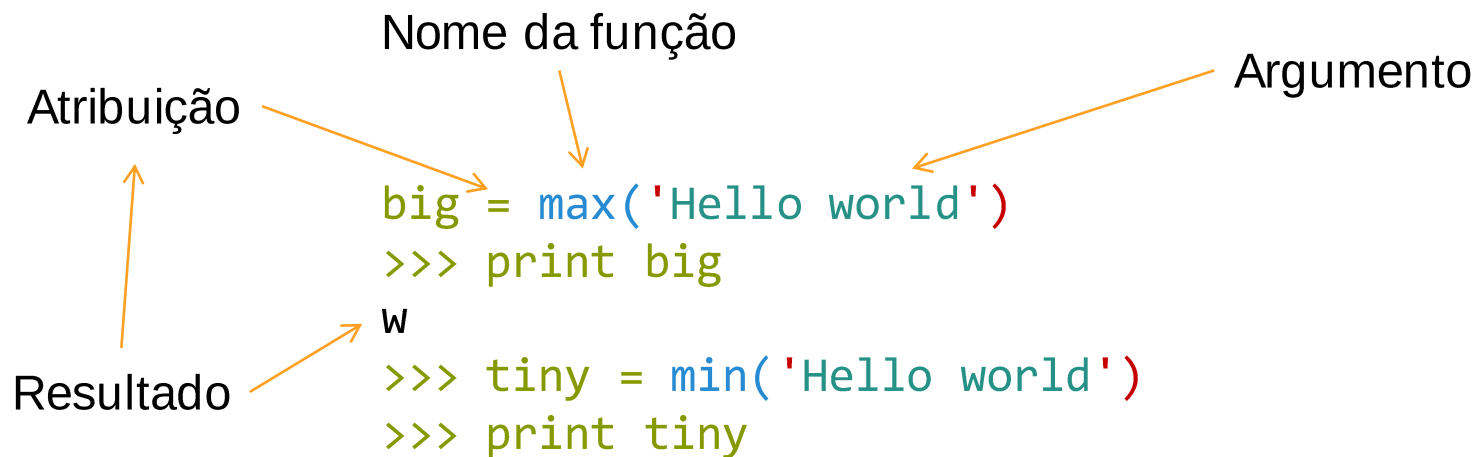 Nome da função
Argumento
Atribuição
big = max('Hello world')
>>> print big
w
Resultado
>>> tiny = min('Hello world')
>>> print tiny